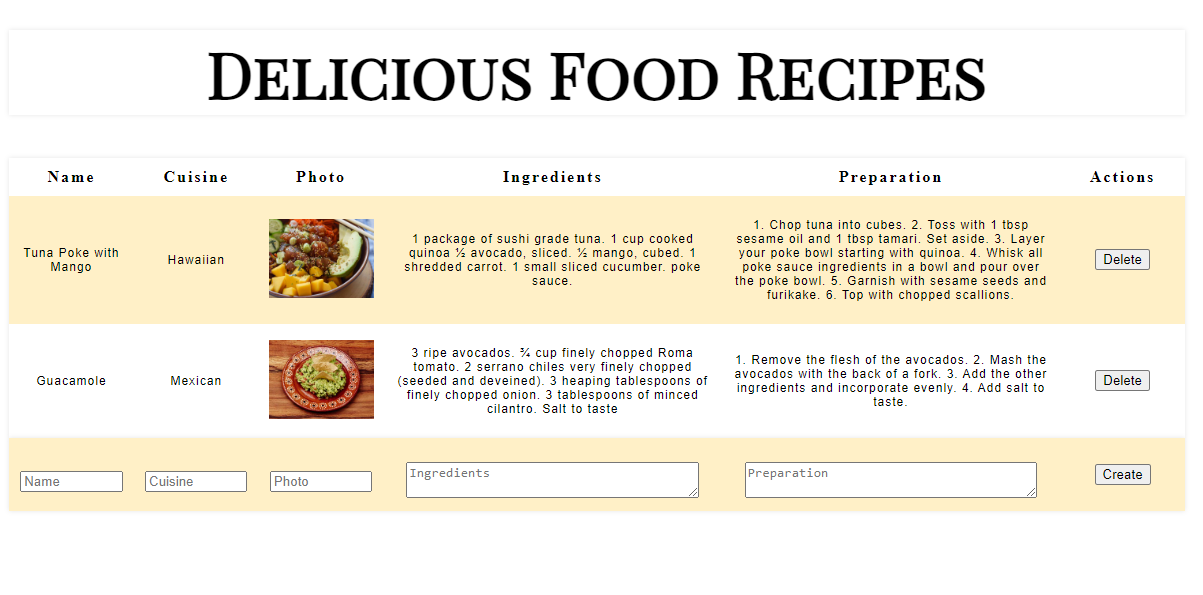 Delicious Food Recipes
Name Cuisine Photo Ingredients Preparation Actions
Tuna Poke with
Mango
Hawaiian
1 package of sushi grade tuna. 1 cup cooked
quinoa ½ avocado, sliced. ½ mango, cubed. 1
shredded carrot. 1 small sliced cucumber. poke
sauce.
1. Chop tuna into cubes. 2. Toss with 1 tbsp
sesame oil and 1 tbsp tamari. Set aside. 3. Layer
your poke bowl starting with quinoa. 4. Whisk all
poke sauce ingredients in a bowl and pour over
the poke bowl. 5. Garnish with sesame seeds and
furikake. 6. Top with chopped scallions.
Delete
Guacamole
Mexican
3 ripe avocados. ¾ cup finely chopped Roma
tomato. 2 serrano chiles very finely chopped
(seeded and deveined). 3 heaping tablespoons of
finely chopped onion. 3 tablespoons of minced
cilantro. Salt to taste
1. Remove the flesh of the avocados. 2. Mash the
avocados with the back of a fork. 3. Add the other
ingredients and incorporate evenly. 4. Add salt to
taste.
Delete
Name Cuisine Photo Ingredients Preparation Create